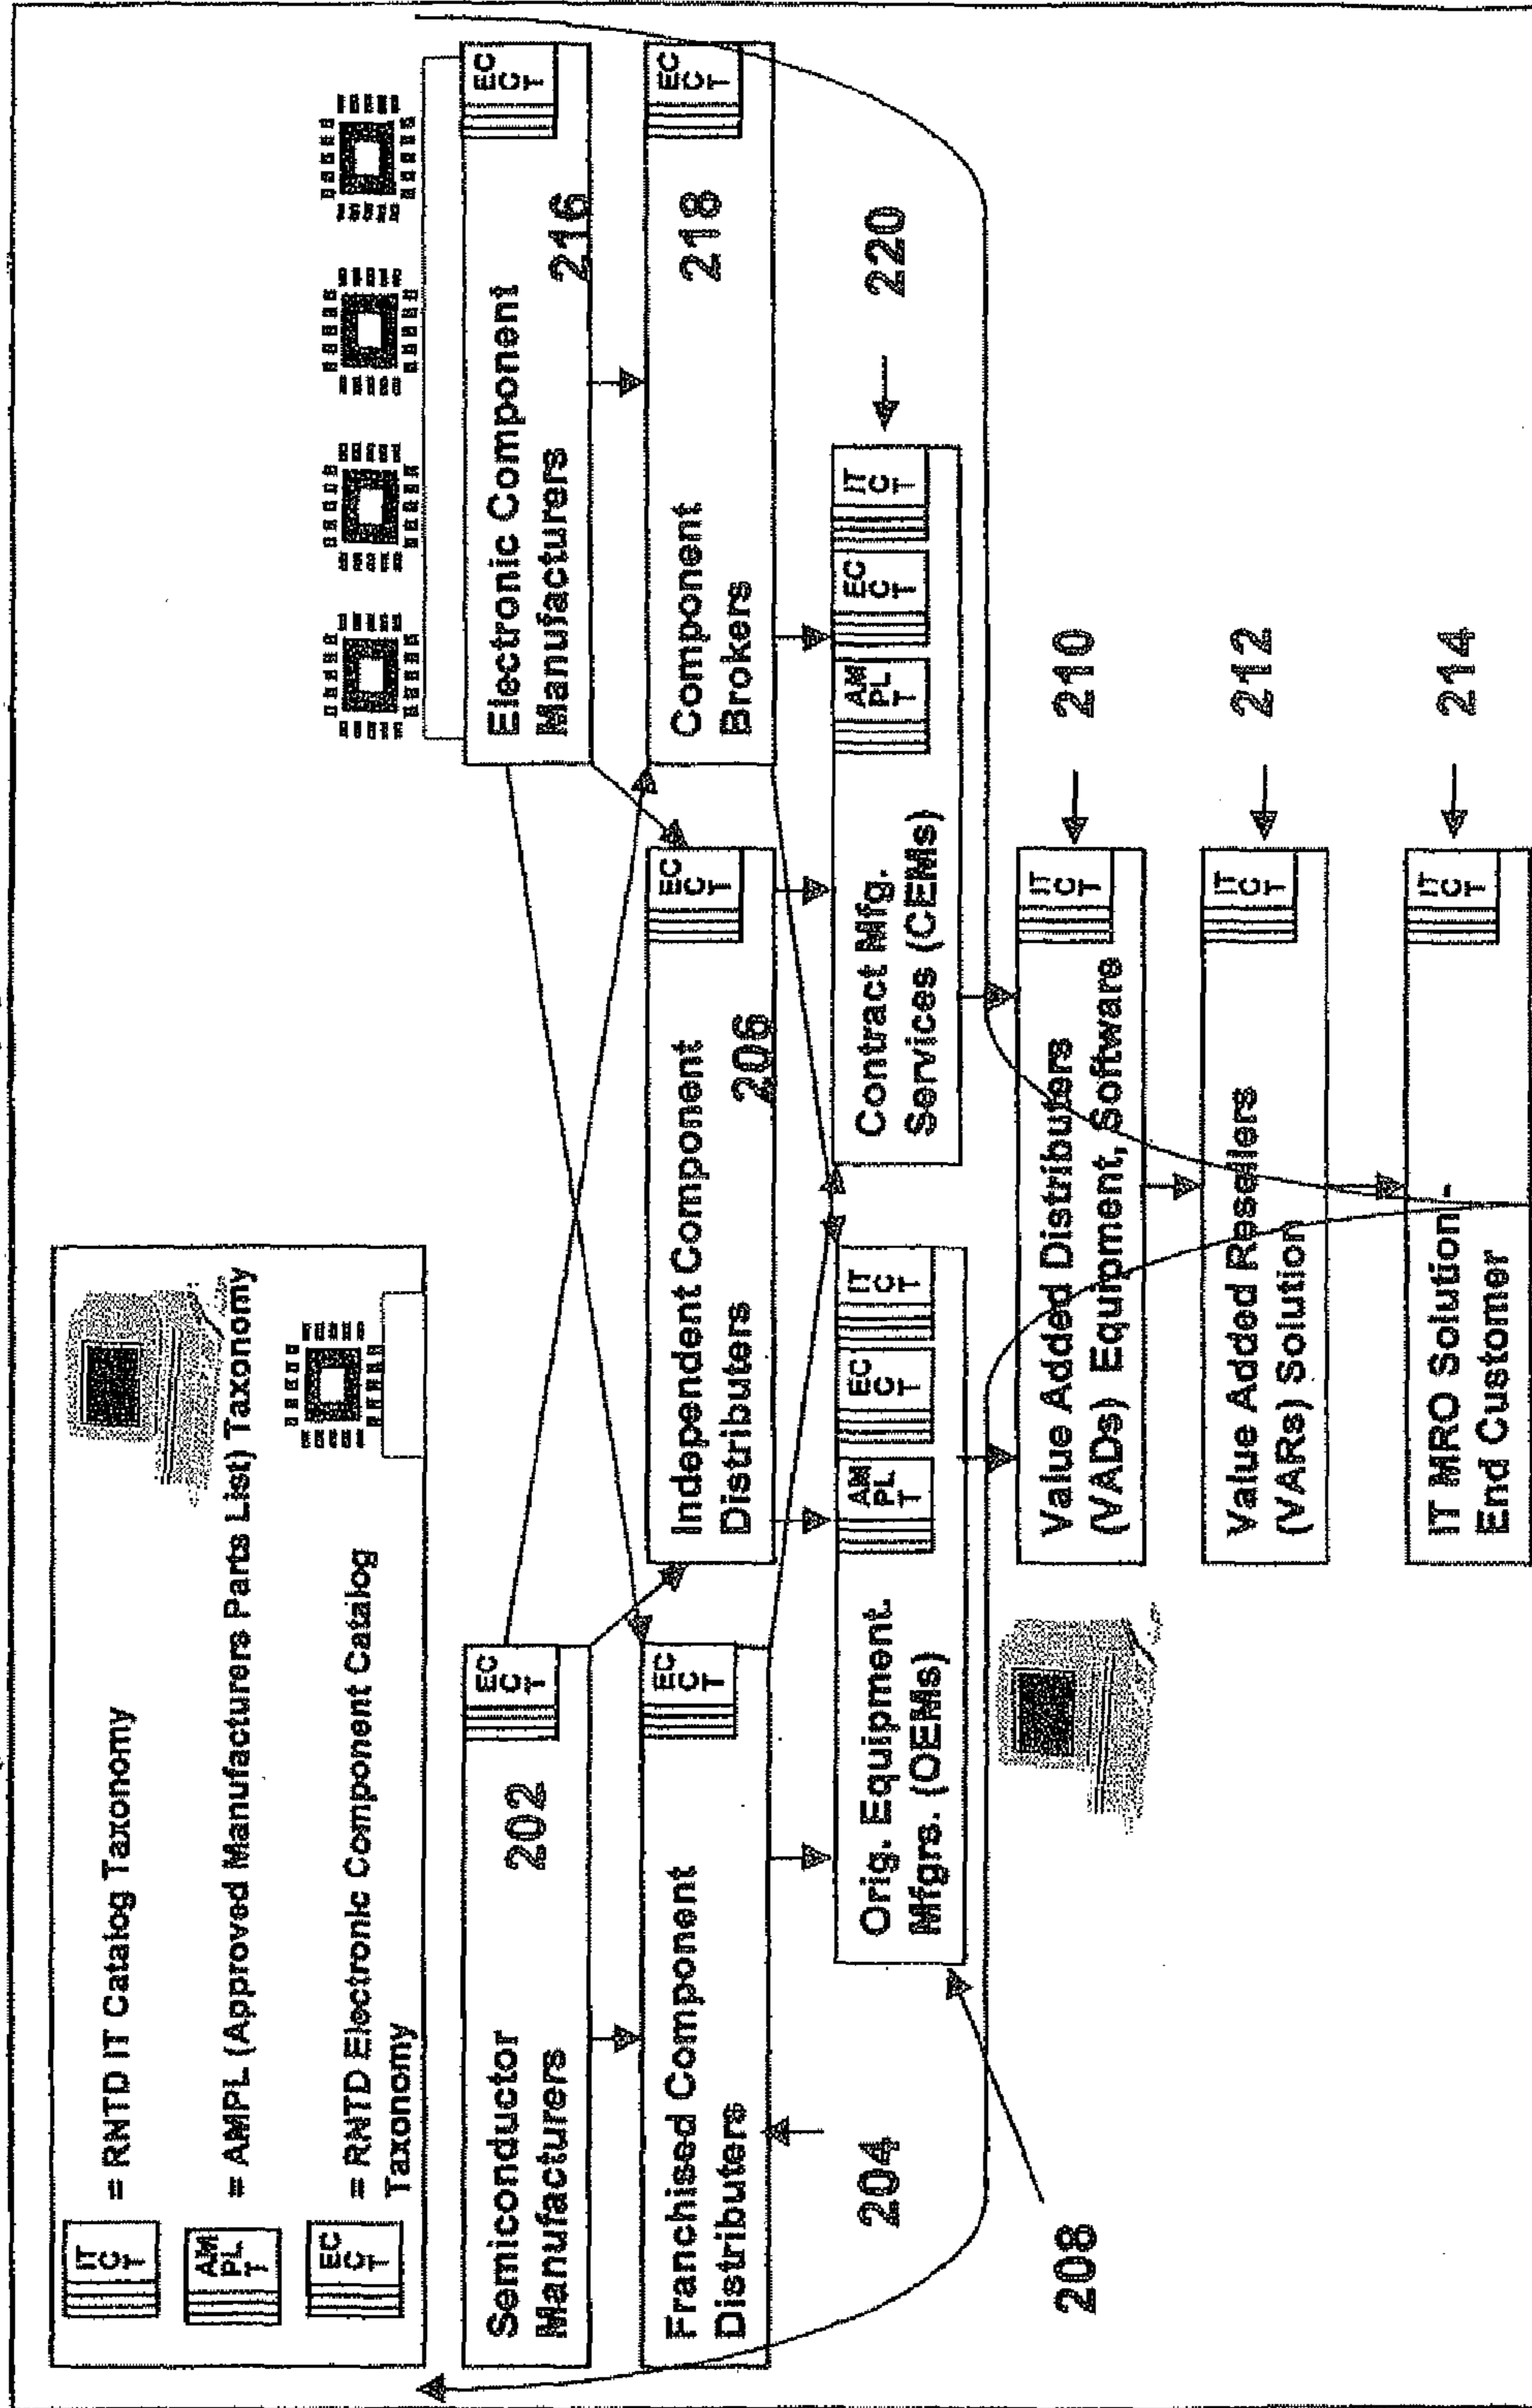 IT
C
T
= RNTD IT Catalog Taxonomy
AM
PL
T
= AMPL (Approved Manufacturers Parts List) Taxonomy
EC
C
T
= RNTD Electronic Component Catalog
Taxonomy
Semiconductor
Manufacturers
202
EC
C
T
Electronic Component
Manufacturers
216
EC
C
T
Franchised Component
Distributers
EC
C
T
204
Independent Component
Distributers
206
EC
C
T
Component
Brokers
218
EC
C
T
Orig. Equipment
Mfgrs. (OEMs)
AM
PL
T
EC
C
T
IT
C
T
208
Contract Mfg.
Services (CEMs)
AM
PL
T
EC
C
T
IT
C
T
220
Value Added Distributers
(VADs) Equipment, Software
IT
C
T
210
Value Added Resellers
(VARs) Solution
IT
C
T
212
IT MRO Solution -
End Customer
IT
C
T
214